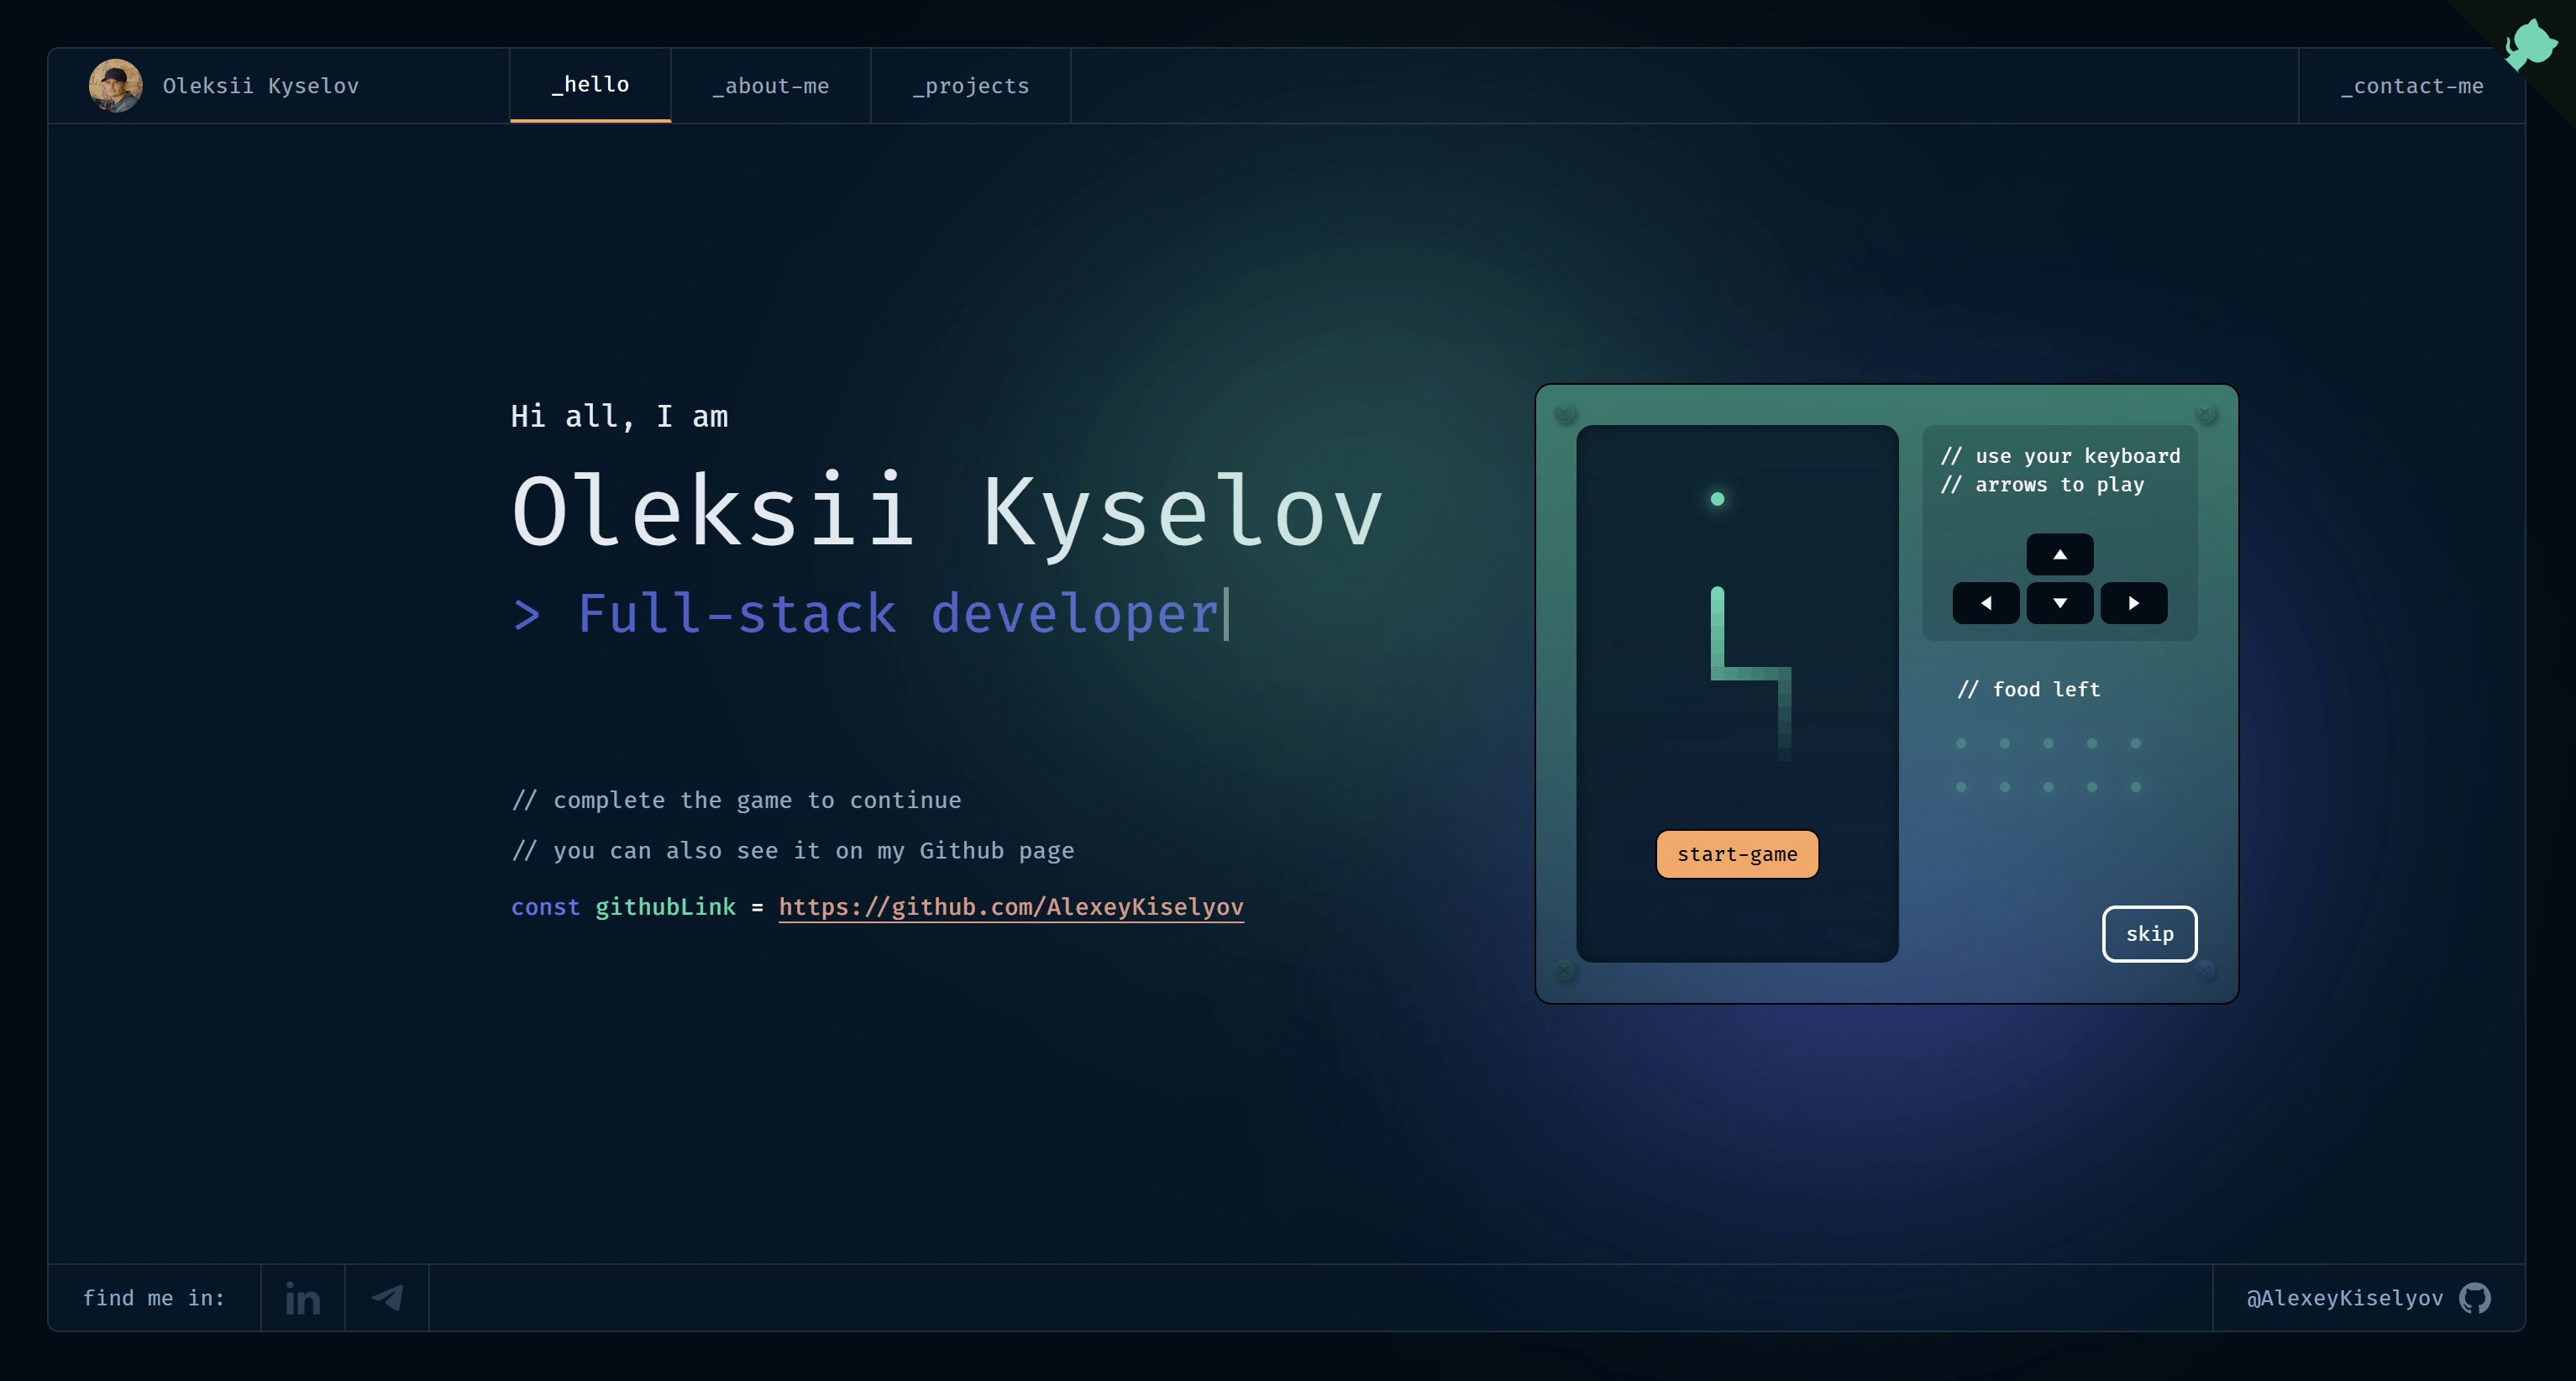 Oleksii Kyselov
_hello
_about-me
_projects
_contact-me
Hi all, I am
Oleksii Kyselov
> Full-stack developer
// complete the game to continue
// you can also see it on my Github page
const githubLink = https://github.com/AlexeyKiselyov
// use your keyboard
// arrows to play
// food left
start-game
skip
find me in:
in
@AlexeyKiselyov